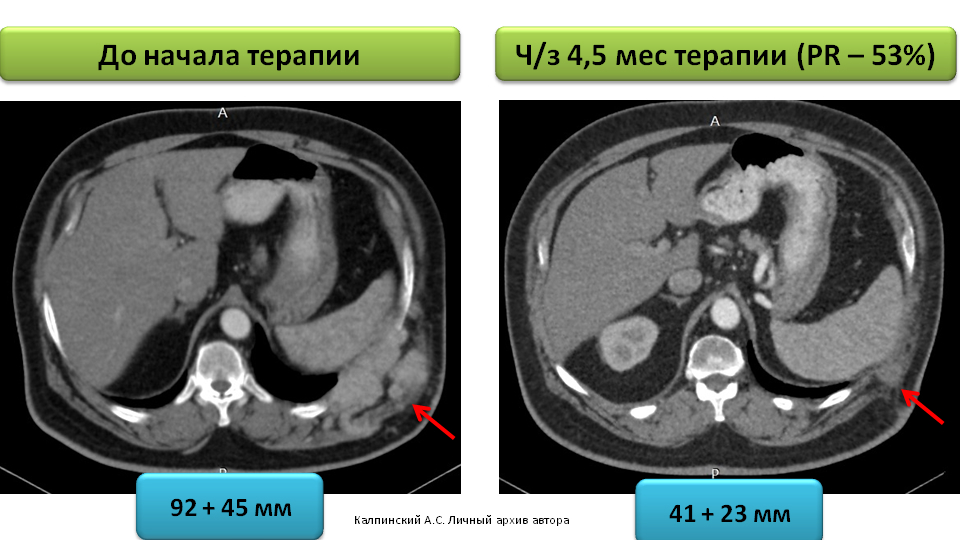 До начала терапии
Ч/з 4,5 мес терапии (PR – 53%)
A
A
P
92 + 45 мм
41 + 23 мм
Калпинский А.С. Личный архив автора